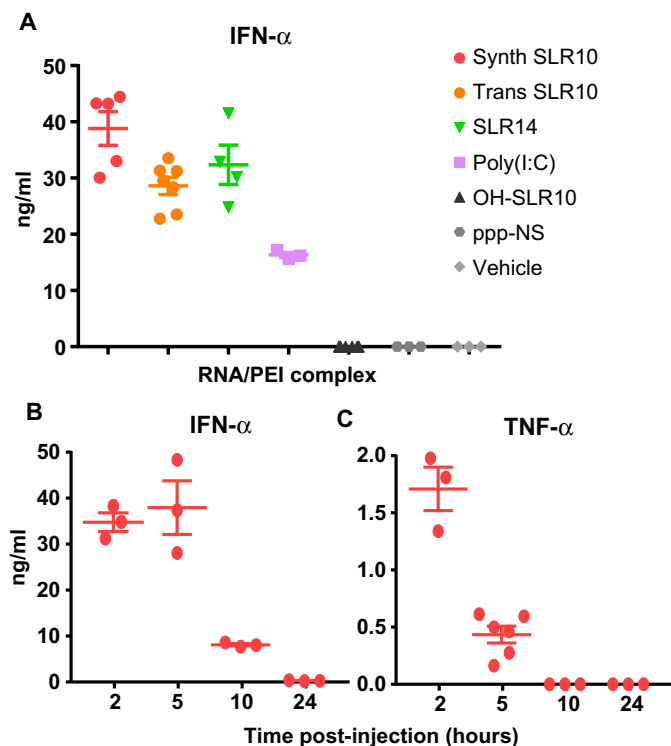 A
IFN-α
ng/ml
50
40
30
20
10
0
RNA/PEI complex
Synth SLR10
Trans SLR10
SLR14
Poly(I:C)
OH-SLR10
ppp-NS
Vehicle
B
IFN-α
ng/ml
50
40
30
20
10
0
2 5 10 24
C
TNF-α
2.0
1.5
1.0
0.5
0.0
2 5 10 24
Time post-injection (hours)